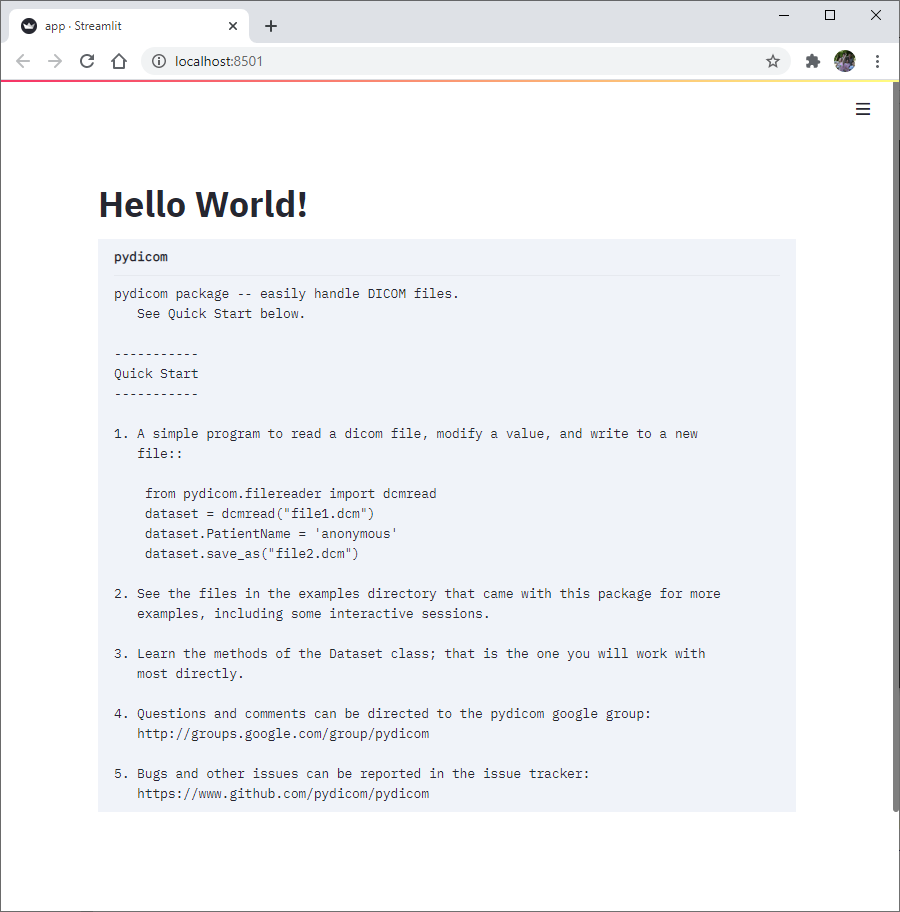 app · Streamlit
localhost:8501
Hello World!
pydicom
pydicom package -- easily handle DICOM files.
See Quick Start below.
-----------
Quick Start
-----------
1. A simple program to read a dicom file, modify a value, and write to a new
file::
from pydicom.filereader import dcmread
dataset = dcmread("file1.dcm")
dataset.PatientName = 'anonymous'
dataset.save_as("file2.dcm")
2. See the files in the examples directory that came with this package for more
examples, including some interactive sessions.
3. Learn the methods of the Dataset class; that is the one you will work with
most directly.
4. Questions and comments can be directed to the pydicom google group:
http://groups.google.com/group/pydicom
5. Bugs and other issues can be reported in the issue tracker:
https://www.github.com/pydicom/pydicom